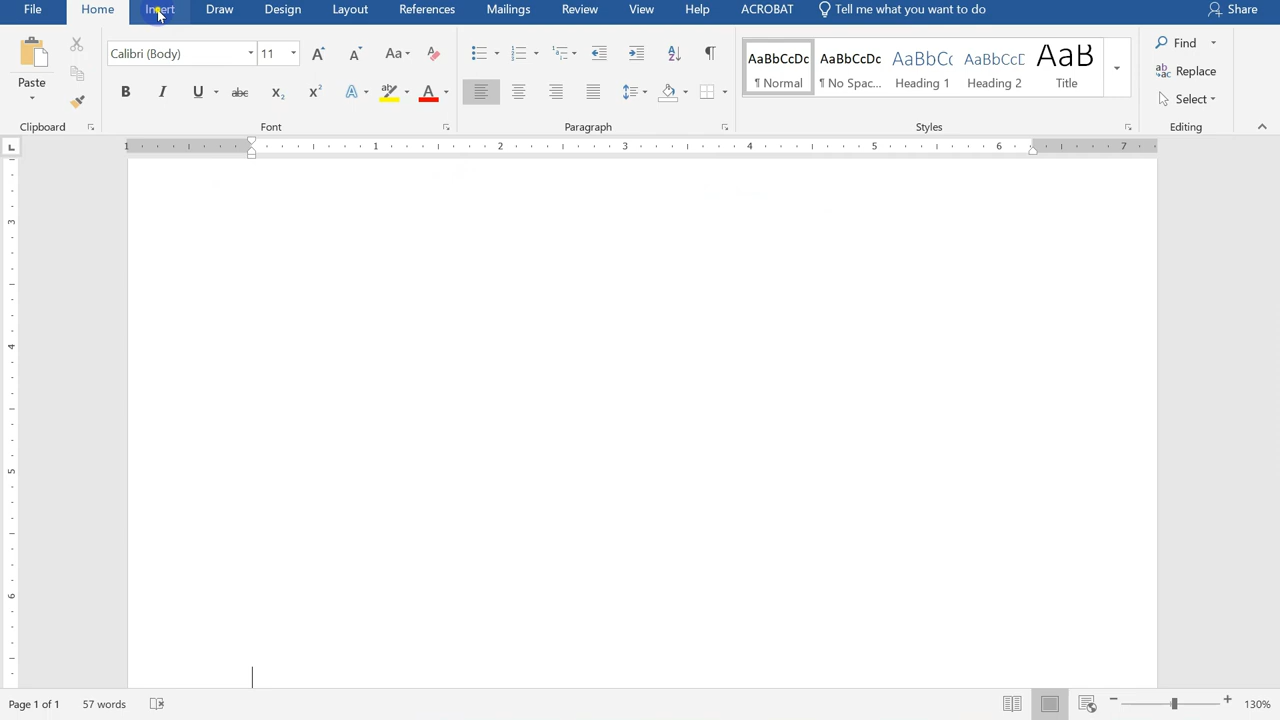 File Home Insert Draw Design Layout References Mailings Review View Help ACROBAT Tell me what you want to do Share
Paste
Clipboard
Calibri (Body) 11 Aa
B I U abc X₂ X² A A
Font
Paragraph
AaBbCcDc AaBbCcDc AaBbCc AaBbCcD AaB
¶ Normal ¶ No Spac... Heading 1 Heading 2 Title
Styles
Find
Replace
Select
Editing
1 1 2 3 4 5 6 7
3
4
5
6
Page 1 of 1 57 words 130%